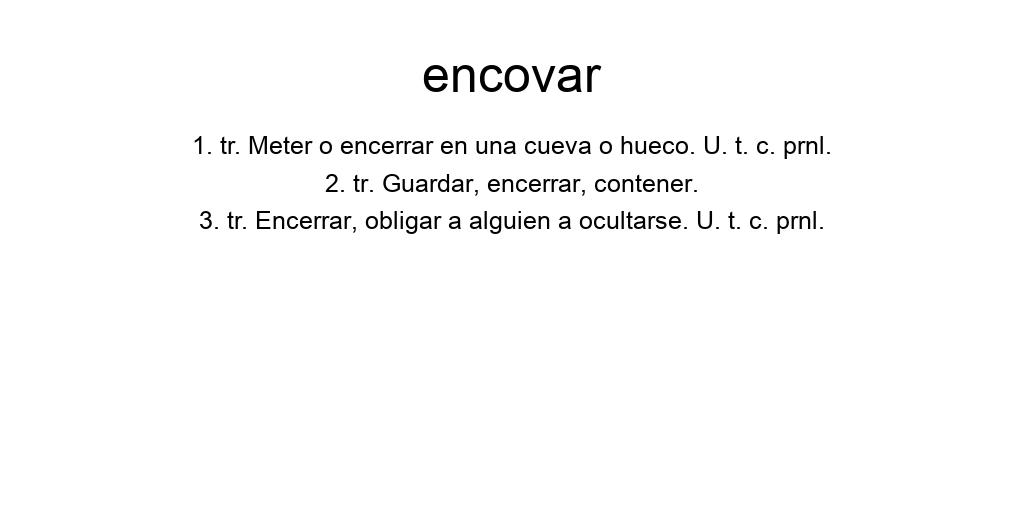 encovar
1. tr. Meter o encerrar en una cueva o hueco. U. t. c. prnl.
2. tr. Guardar, encerrar, contener.
3. tr. Encerrar, obligar a alguien a ocultarse. U. t. c. prnl.